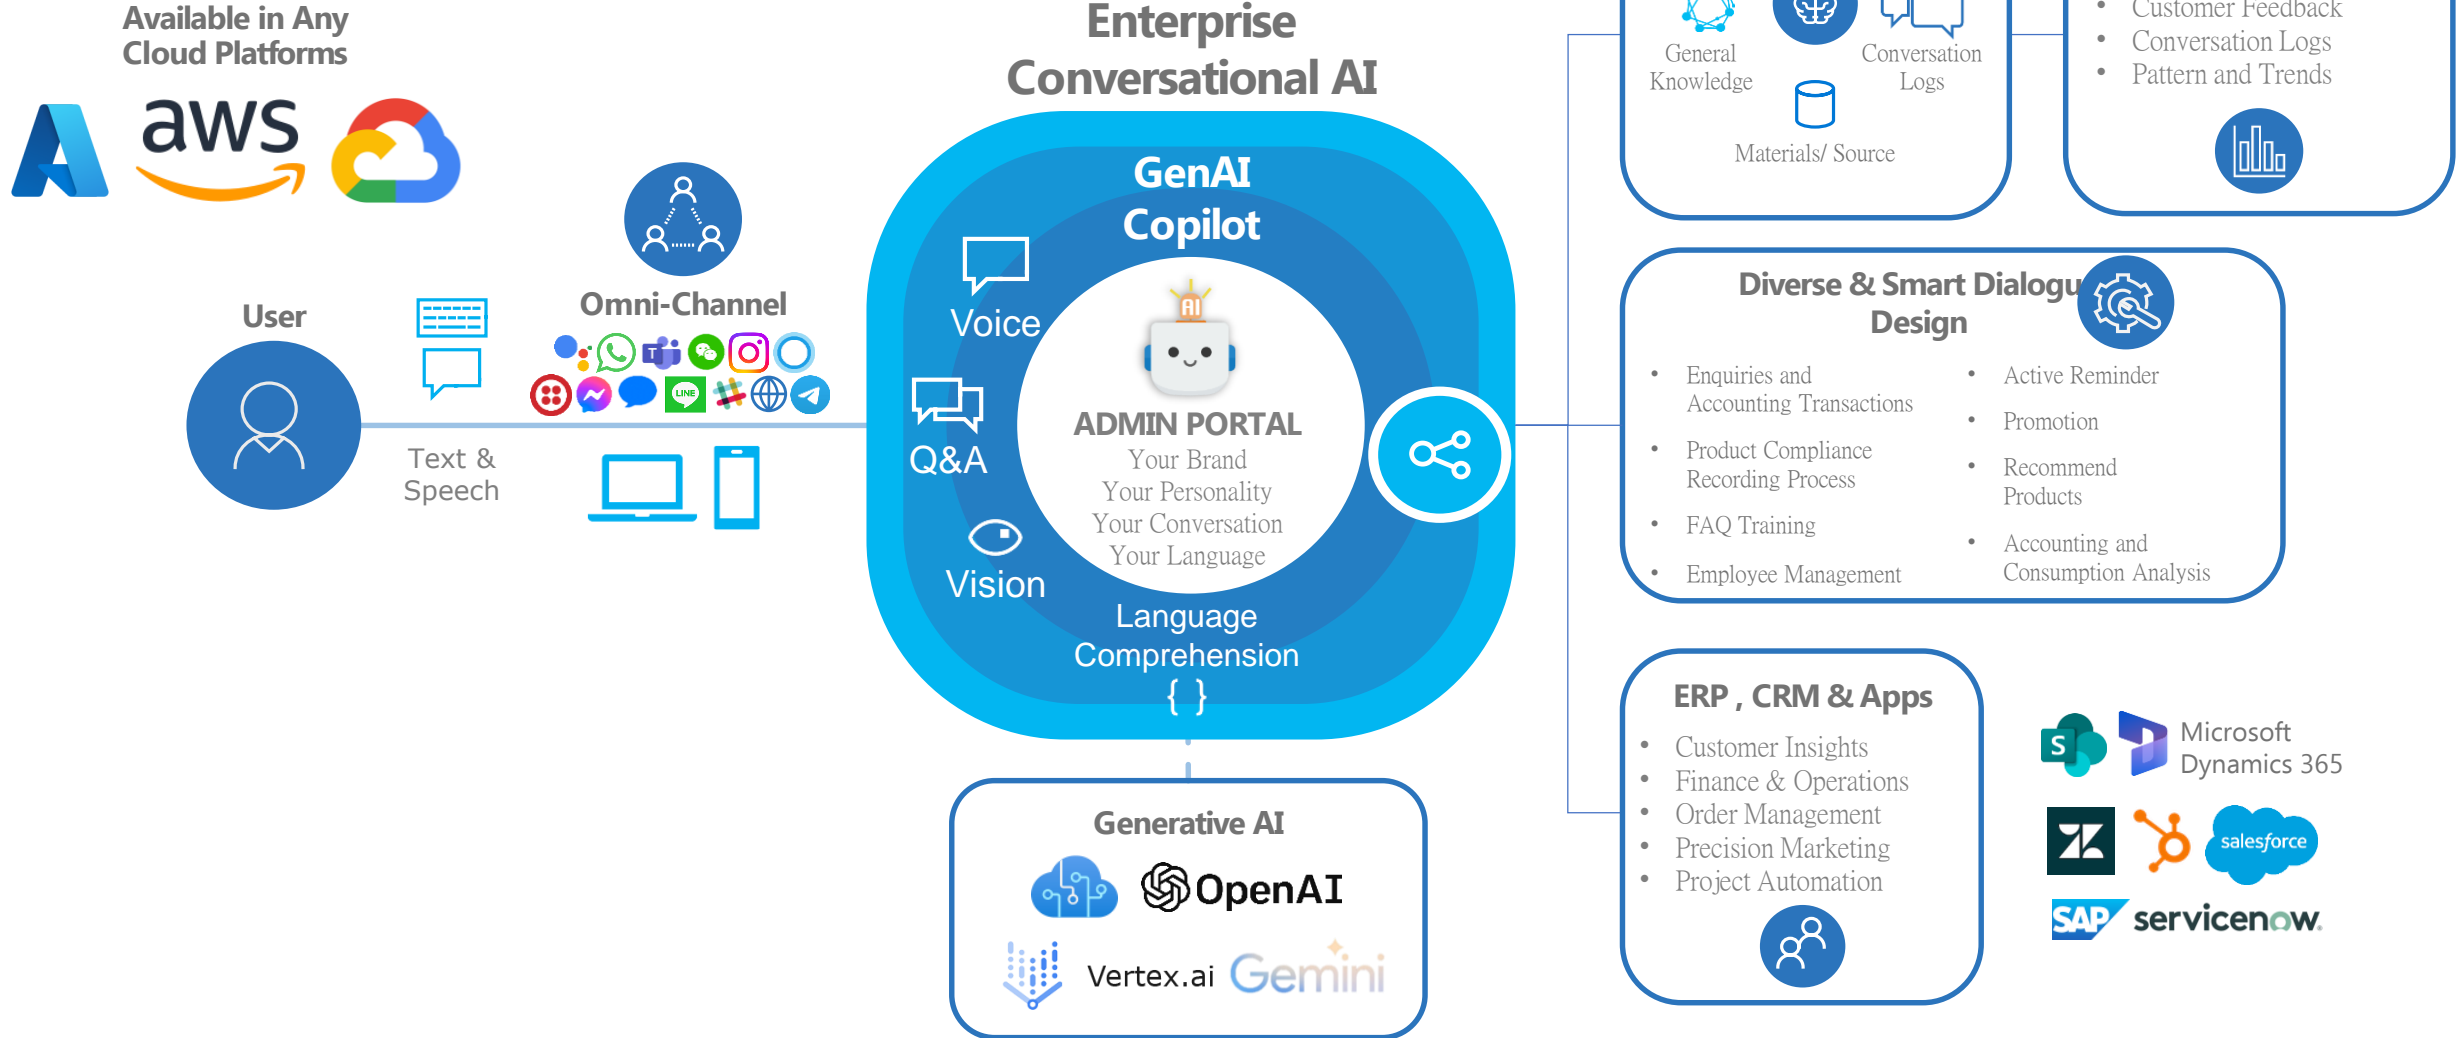 Available in Any
Cloud Platforms
aws
User
Text &
Speech
Omni-Channel
T
LINE
Enterprise
Conversational AI
GenAI
Copilot
Voice
Q&A
Vision
AI
ADMIN PORTAL
Your Brand
Your Personality
Your Conversation
Your Language
Language
Comprehension
{ }
Generative AI
OpenAI
Vertex.ai
Gemini
General
Knowledge
Conversation
Logs
Materials/ Source
• Customer Feedback
• Conversation Logs
• Pattern and Trends
Diverse & Smart Dialogu
Design
• Enquiries and
Accounting Transactions
• Product Compliance
Recording Process
• FAQ Training
• Employee Management
• Active Reminder
• Promotion
• Recommend
Products
• Accounting and
Consumption Analysis
ERP , CRM & Apps
• Customer Insights
• Finance & Operations
• Order Management
• Precision Marketing
• Project Automation
S
Microsoft
Dynamics 365
salesforce
SAP
servicenow.